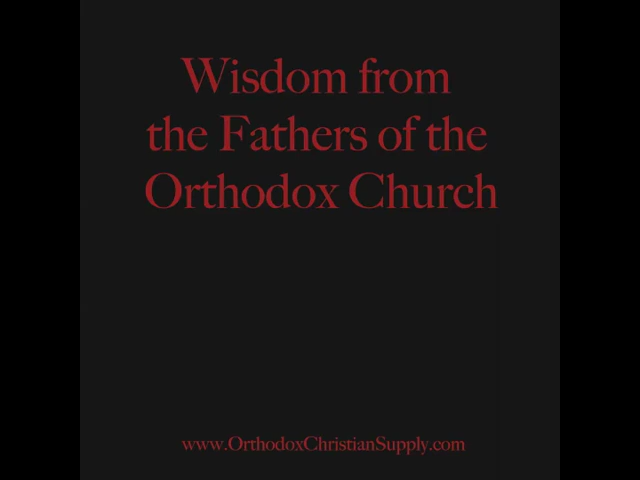 Wisdom from
the Fathers of the
Orthodox Church
www.OrthodoxChristianSupply.com